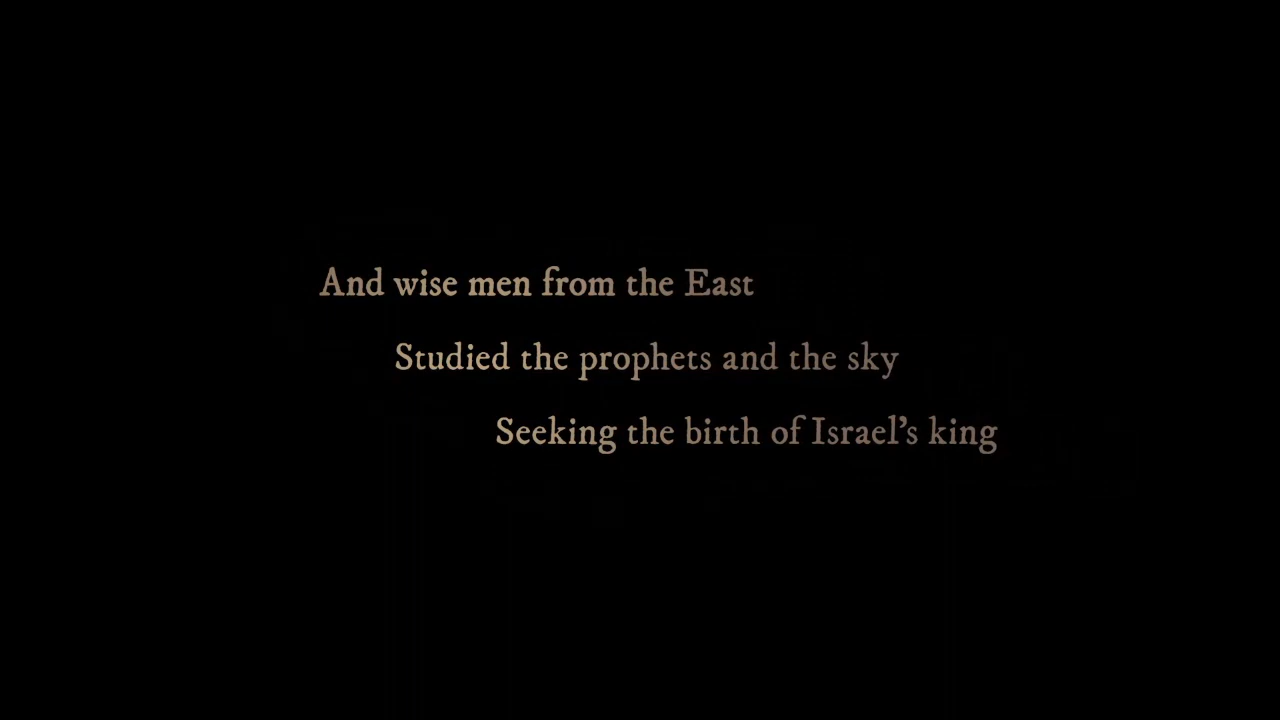 And wise men from the East
Studied the prophets and the sky
Seeking the birth of Israel’s king